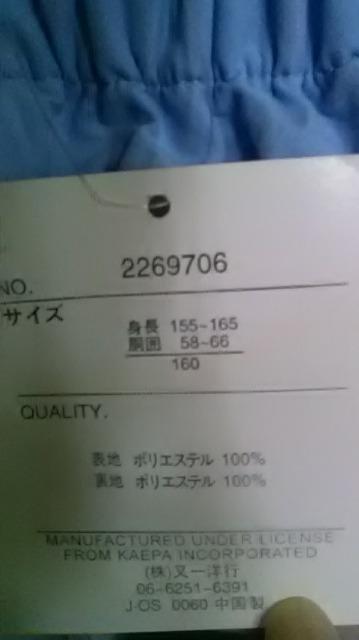 2269706
NO.
サイズ
身長 155~165
胴囲 58~66
160
QUALITY.
表地 ポリエステル 100%
裏地 ポリエステル 100%
MANUFACTURED UNDER LICENSE
FROM KAEPA INCORPORATED
(株)又一洋行
06-6251-6391
J-OS 0060 中国製